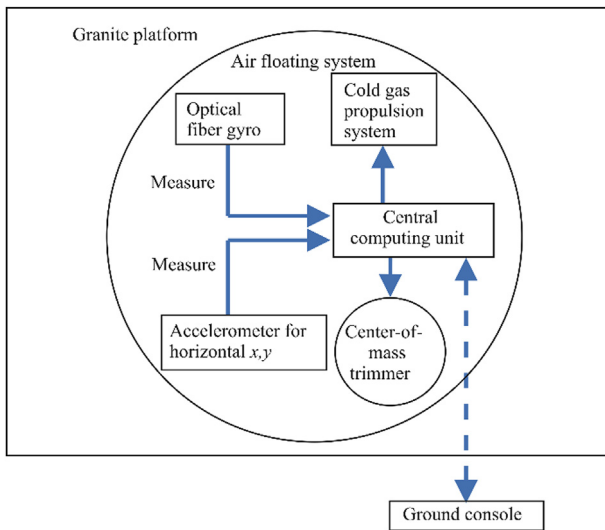 Granite platform
Air floating system
Optical
fiber gyro
Cold gas
propulsion
system
Measure
Central
computing unit
Measure
Accelerometer for
horizontal x,y
Center-of-
mass
trimmer
Ground console